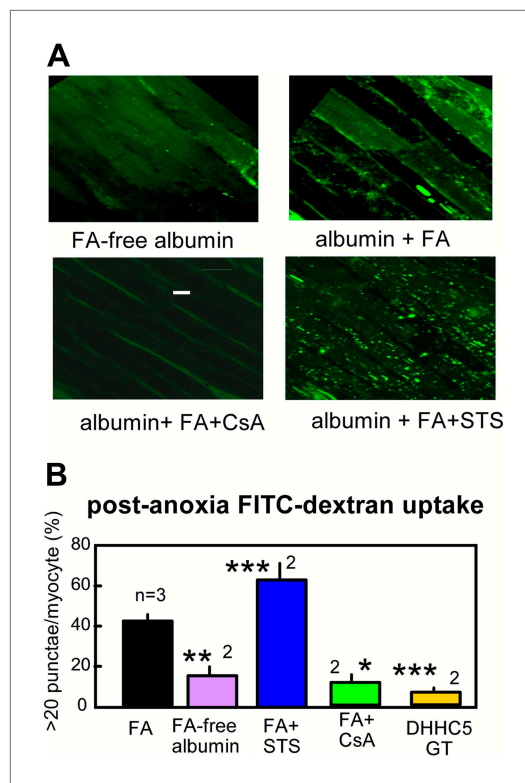 A
FA-free albumin
albumin + FA
albumin+ FA+CsA
albumin + FA+STS
B
post-anoxia FITC-dextran uptake
>20 punctae/myocyte (%)
80
60
40
20
0
n=3
** 2
*** 2
2 *
*** 2
FA
FA-free
albumin
FA+
STS
FA+
CsA
DHHC5
GT